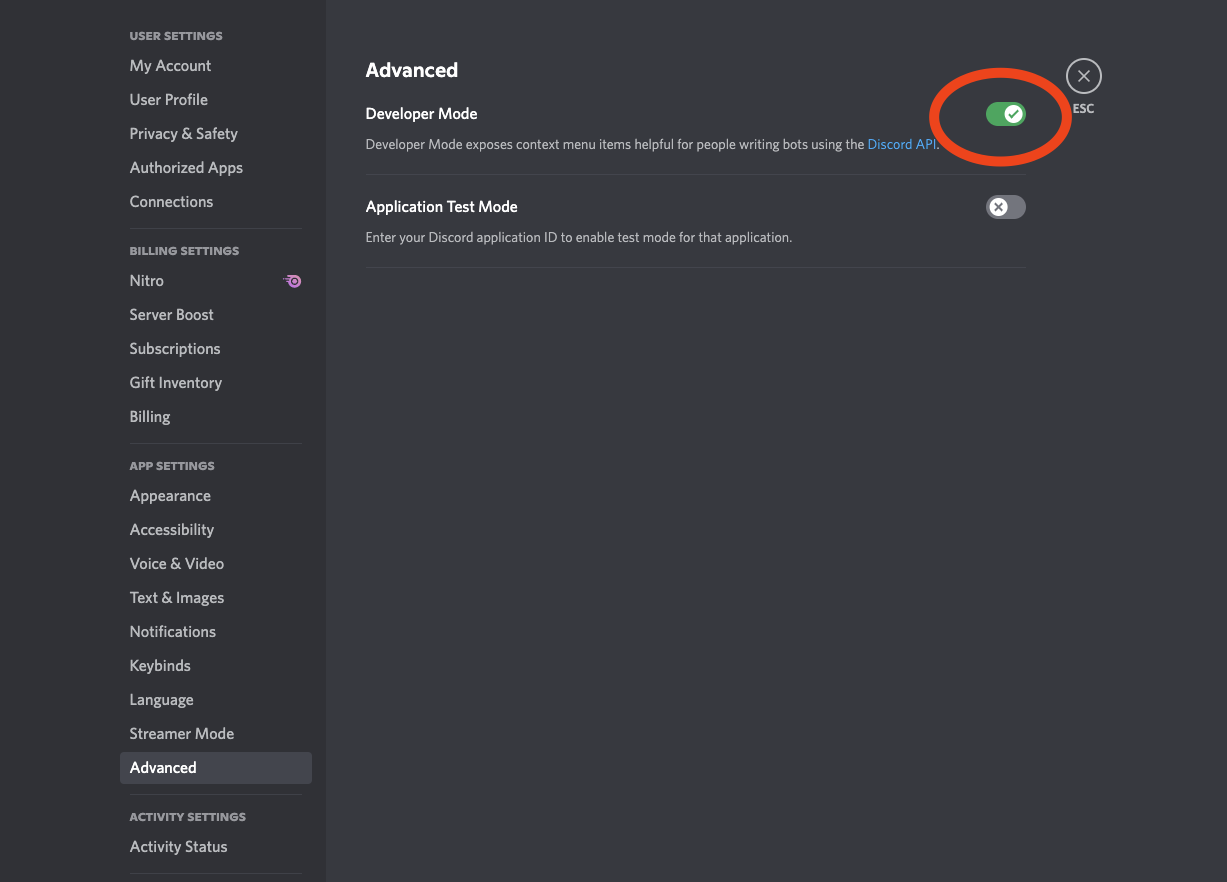 USER SETTINGS
My Account
User Profile
Privacy & Safety
Authorized Apps
Connections
BILLING SETTINGS
Nitro
Server Boost
Subscriptions
Gift Inventory
Billing
APP SETTINGS
Appearance
Accessibility
Voice & Video
Text & Images
Notifications
Keybinds
Language
Streamer Mode
Advanced
ACTIVITY SETTINGS
Activity Status
Advanced
Developer Mode
Developer Mode exposes context menu items helpful for people writing bots using the Discord API.
Application Test Mode
Enter your Discord application ID to enable test mode for that application.
ESC